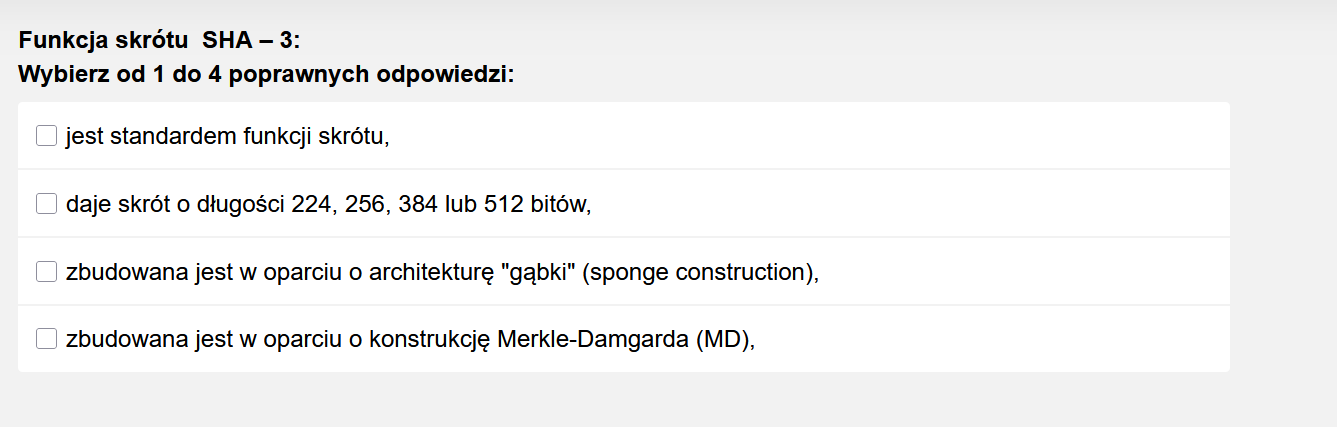 Funkcja skrótu  SHA – 3:
Wybierz od 1 do 4 poprawnych odpowiedzi:
jest standardem funkcji skrótu,
daje skrót o długości 224, 256, 384 lub 512 bitów,
zbudowana jest w oparciu o architekturę "gąbki" (sponge construction),
zbudowana jest w oparciu o konstrukcję Merkle-Damgarda (MD),